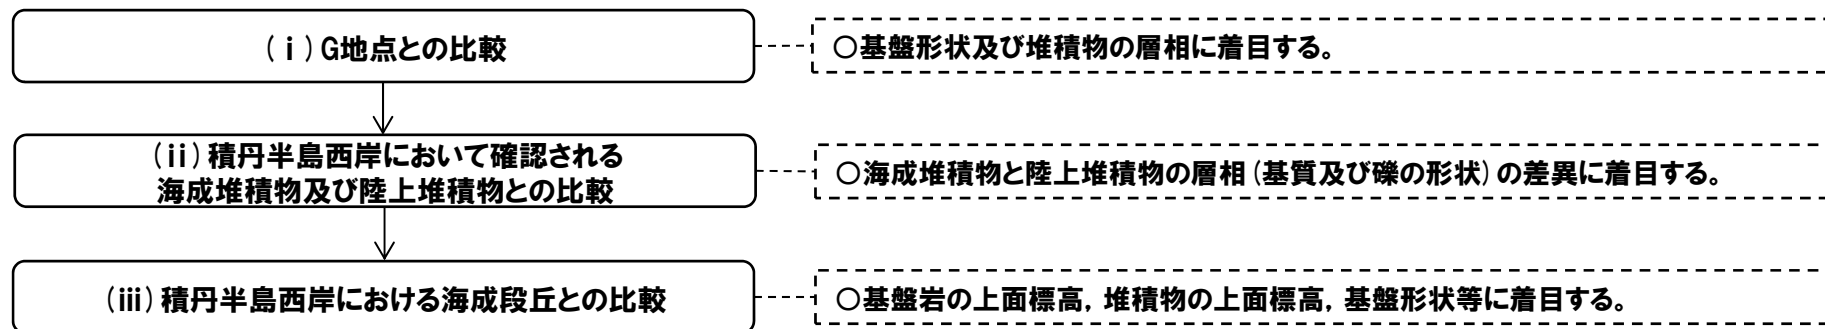 (ⅰ)G地点との比較
○基盤形状及び堆積物の層相に着目する。
(ii)積丹半島西岸において確認される
海成堆積物及び陸上堆積物との比較
○海成堆積物と陸上堆積物の層相(基質及び礫の形状)の差異に着目する。
(iii)積丹半島西岸における海成段丘との比較
○基盤岩の上面標高,堆積物の上面標高,基盤形状等に着目する。